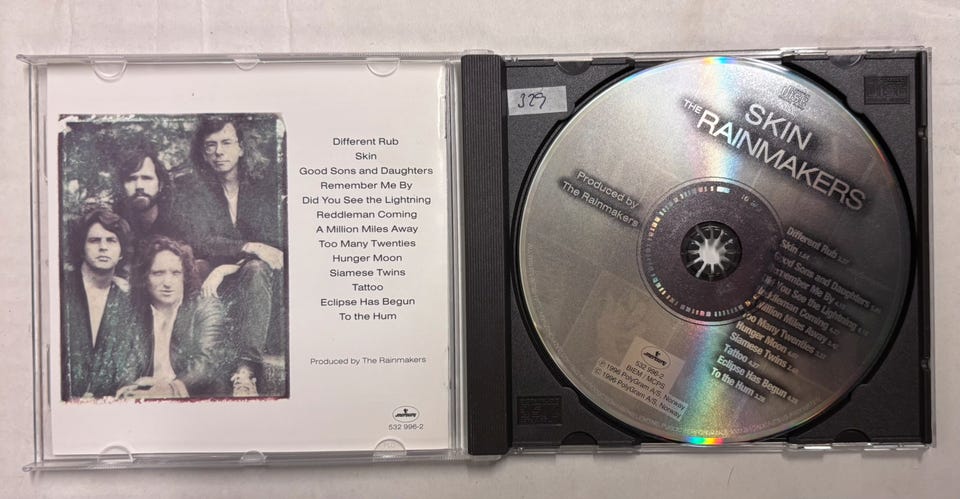 Different Rub
Skin
Good Sons and Daughters
Remember Me By
Did You See the Lightning
Reddleman Coming
A Million Miles Away
Too Many Twenties
Hunger Moon
Siamese Twins
Tattoo
Eclipse Has Begun
To the Hum
Produced by The Rainmakers
532 996-2
329
SKIN
THE RAINMAKERS
Produced by
The Rainmakers
Different Rub
Skin
Good Sons and Daughters
Remember Me By
You See the Lightning
Reddleman Coming
Million Miles Away
Too Many Twenties
Hunger Moon
Siamese Twins
Tattoo
Eclipse Has Begun
To the Hum
532 996-2
BIEM / MCPS
℗ 1996 PolyGram A/S, Norway
© 1996 PolyGram A/S, Norway